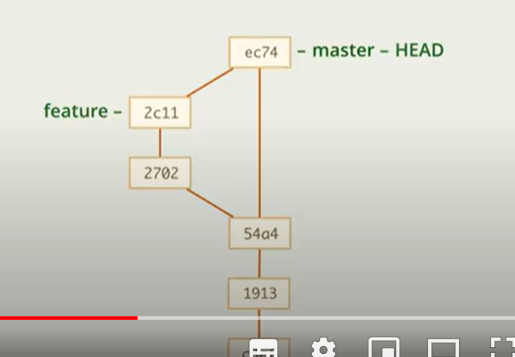 ec74 – master – HEAD
feature – 2c11
2702
54a4
1913